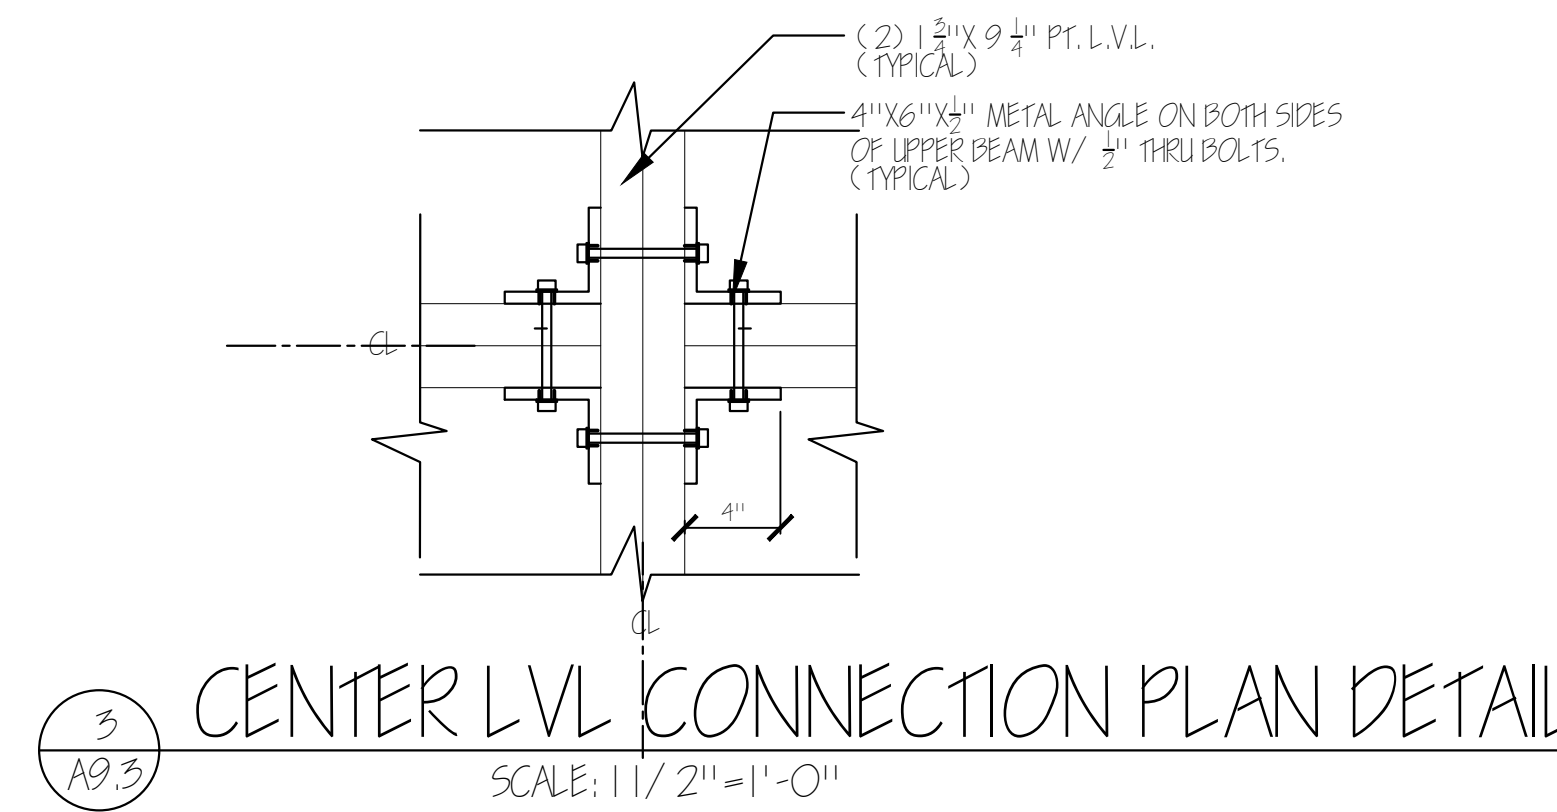 (2) 1 3/4"X 9 1/4" PT. L.V.L.
(TYPICAL)
4"X6"X1/2" METAL ANGLE ON BOTH SIDES
OF UPPER BEAM W/ 1/2" THRU BOLTS.
(TYPICAL)
CL
4"
CL
CENTER LVL CONNECTION PLAN DETAIL
3
A9.3
SCALE: 1 1/2"=1'-0"